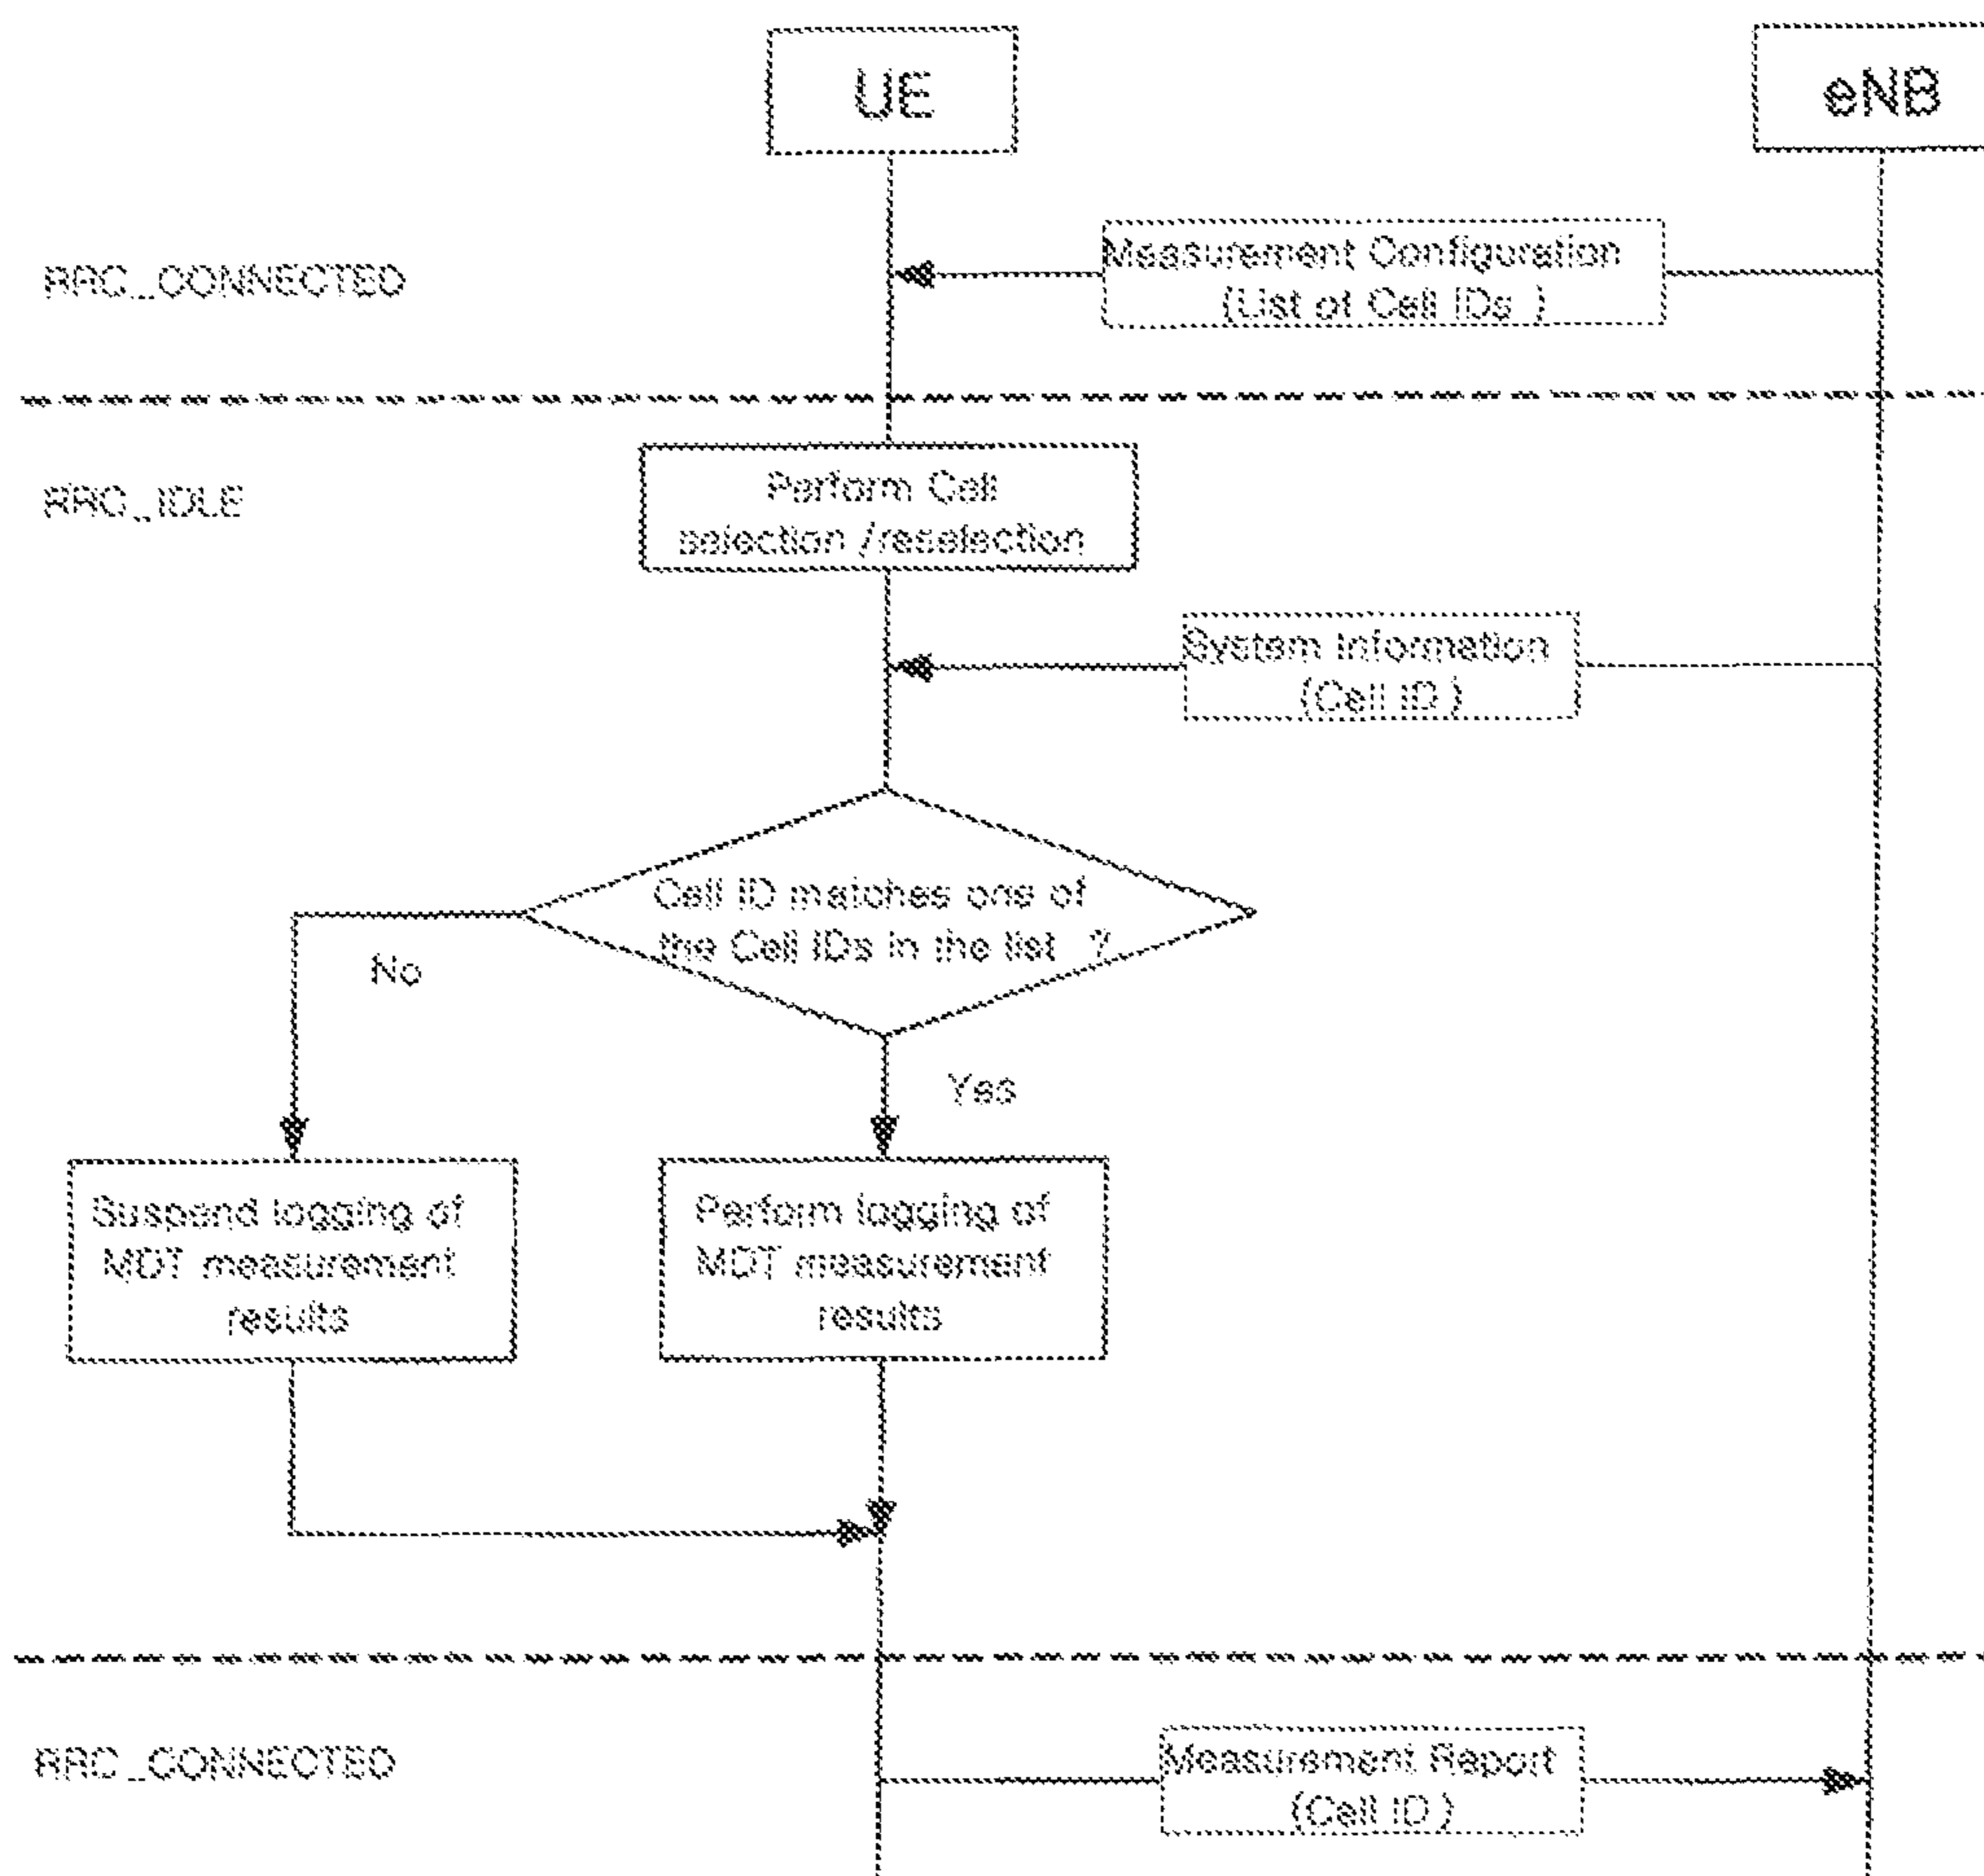 UE
eNB
RRC_CONNECTED
Measurement Configuration
(List of Cell IDs )
RRC_IDLE
Perform Cell
selection /reselection
System Information
(Cell ID )
Cell ID matches one of
the Cell IDs in the list ?
No
Yes
Suspend logging of
MDT measurement
results
Perform logging of
MDT measurement
results
RRC_CONNECTED
Measurement Report
(Cell ID )